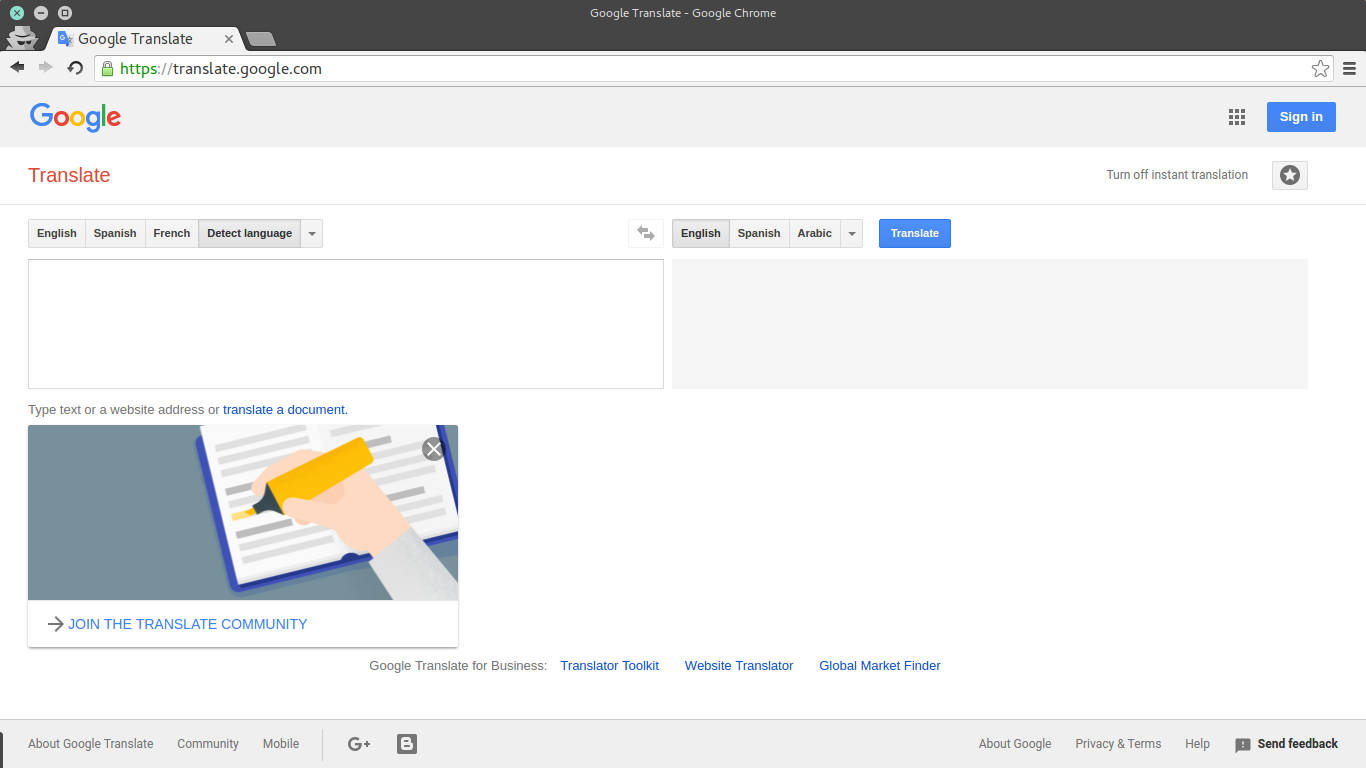 Google Translate - Google Chrome
Google Translate
https://translate.google.com
Google
Sign in
Translate
Turn off instant translation
English Spanish French Detect language
English Spanish Arabic
Translate
Type text or a website address or translate a document.
JOIN THE TRANSLATE COMMUNITY
Google Translate for Business: Translator Toolkit Website Translator Global Market Finder
About Google Translate Community Mobile G+ B About Google Privacy & Terms Help Send feedback